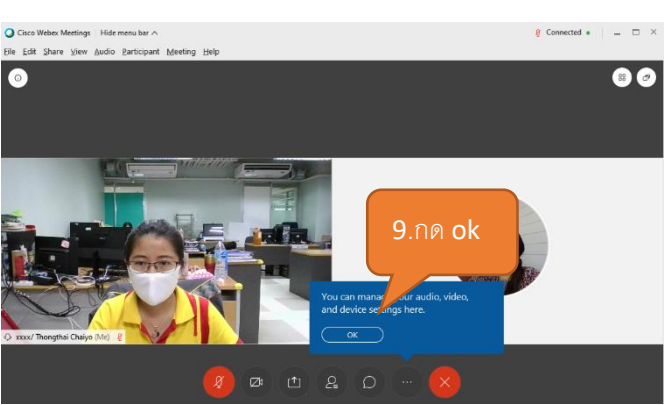 Cisco Webex Meetings
Hide menu bar
Connected
File Edit Share View Audio Participant Meeting Help
9.กด ok
You can manage your audio, video,
and device settings here.
OK
xxxx/ Thongthai Chaiyo (Me)